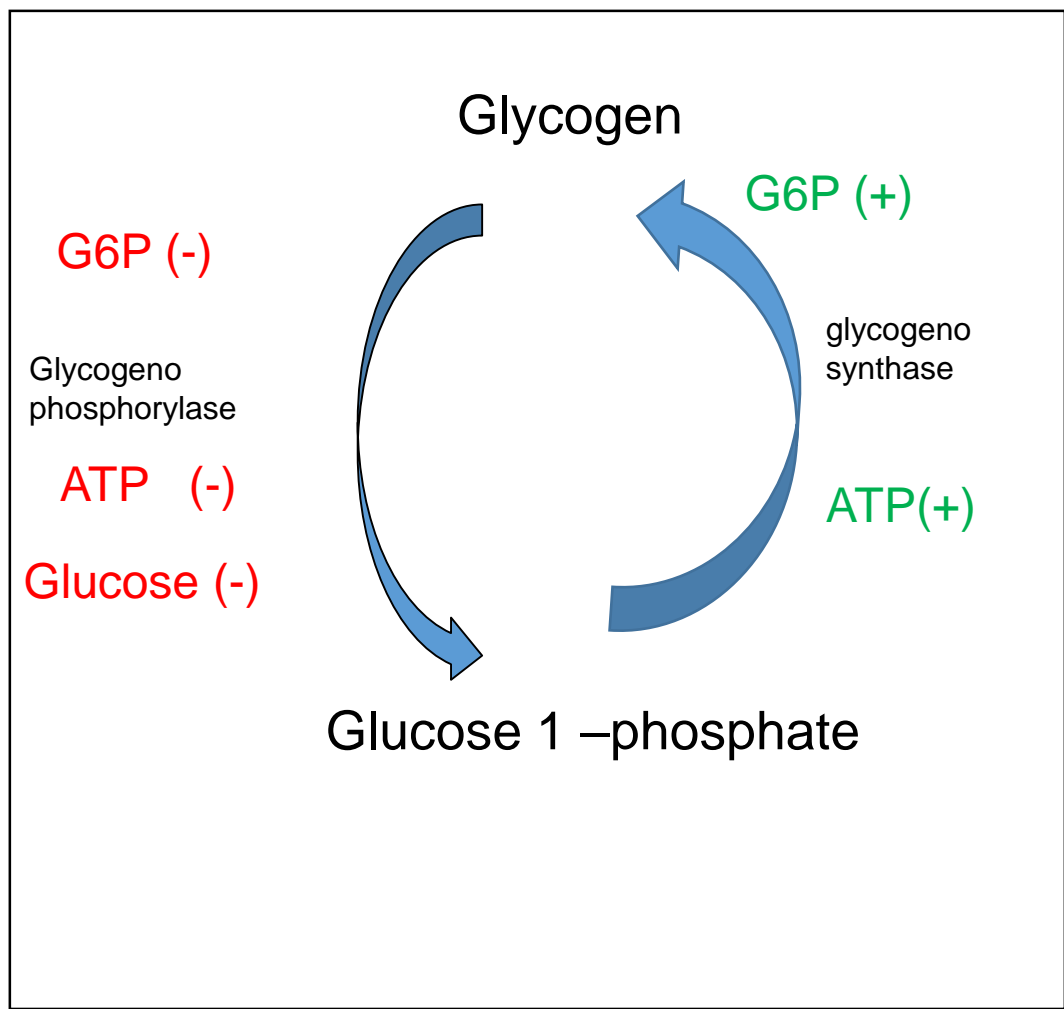 Glycogen
G6P (+)
G6P (-)
glycogeno
synthase
Glycogeno
phosphorylase
ATP (-)
ATP(+)
Glucose (-)
Glucose 1 –phosphate